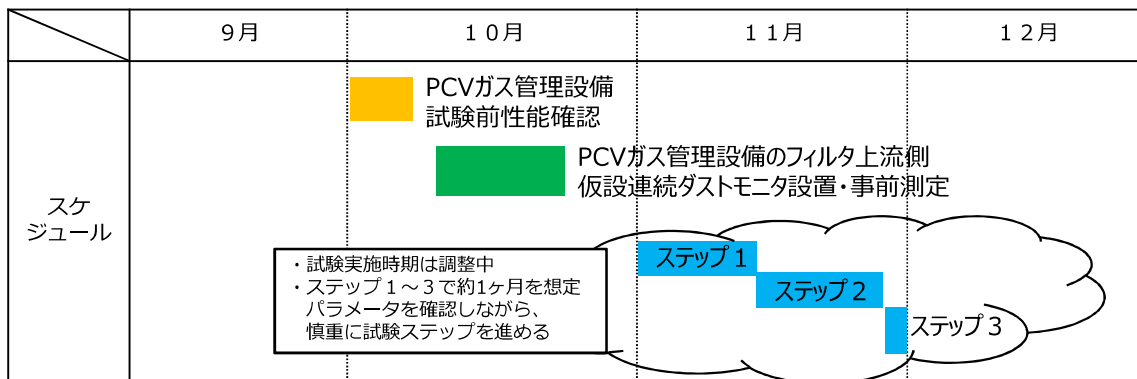 ９月
１０月
１１月
１２月
スケ
ジュール
PCVガス管理設備
試験前性能確認
PCVガス管理設備のフィルタ上流側
仮設連続ダストモニタ設置・事前測定
・試験実施時期は調整中
・ステップ１～３で約1ヶ月を想定
パラメータを確認しながら、
慎重に試験ステップを進める
ステップ１
ステップ２
ステップ３